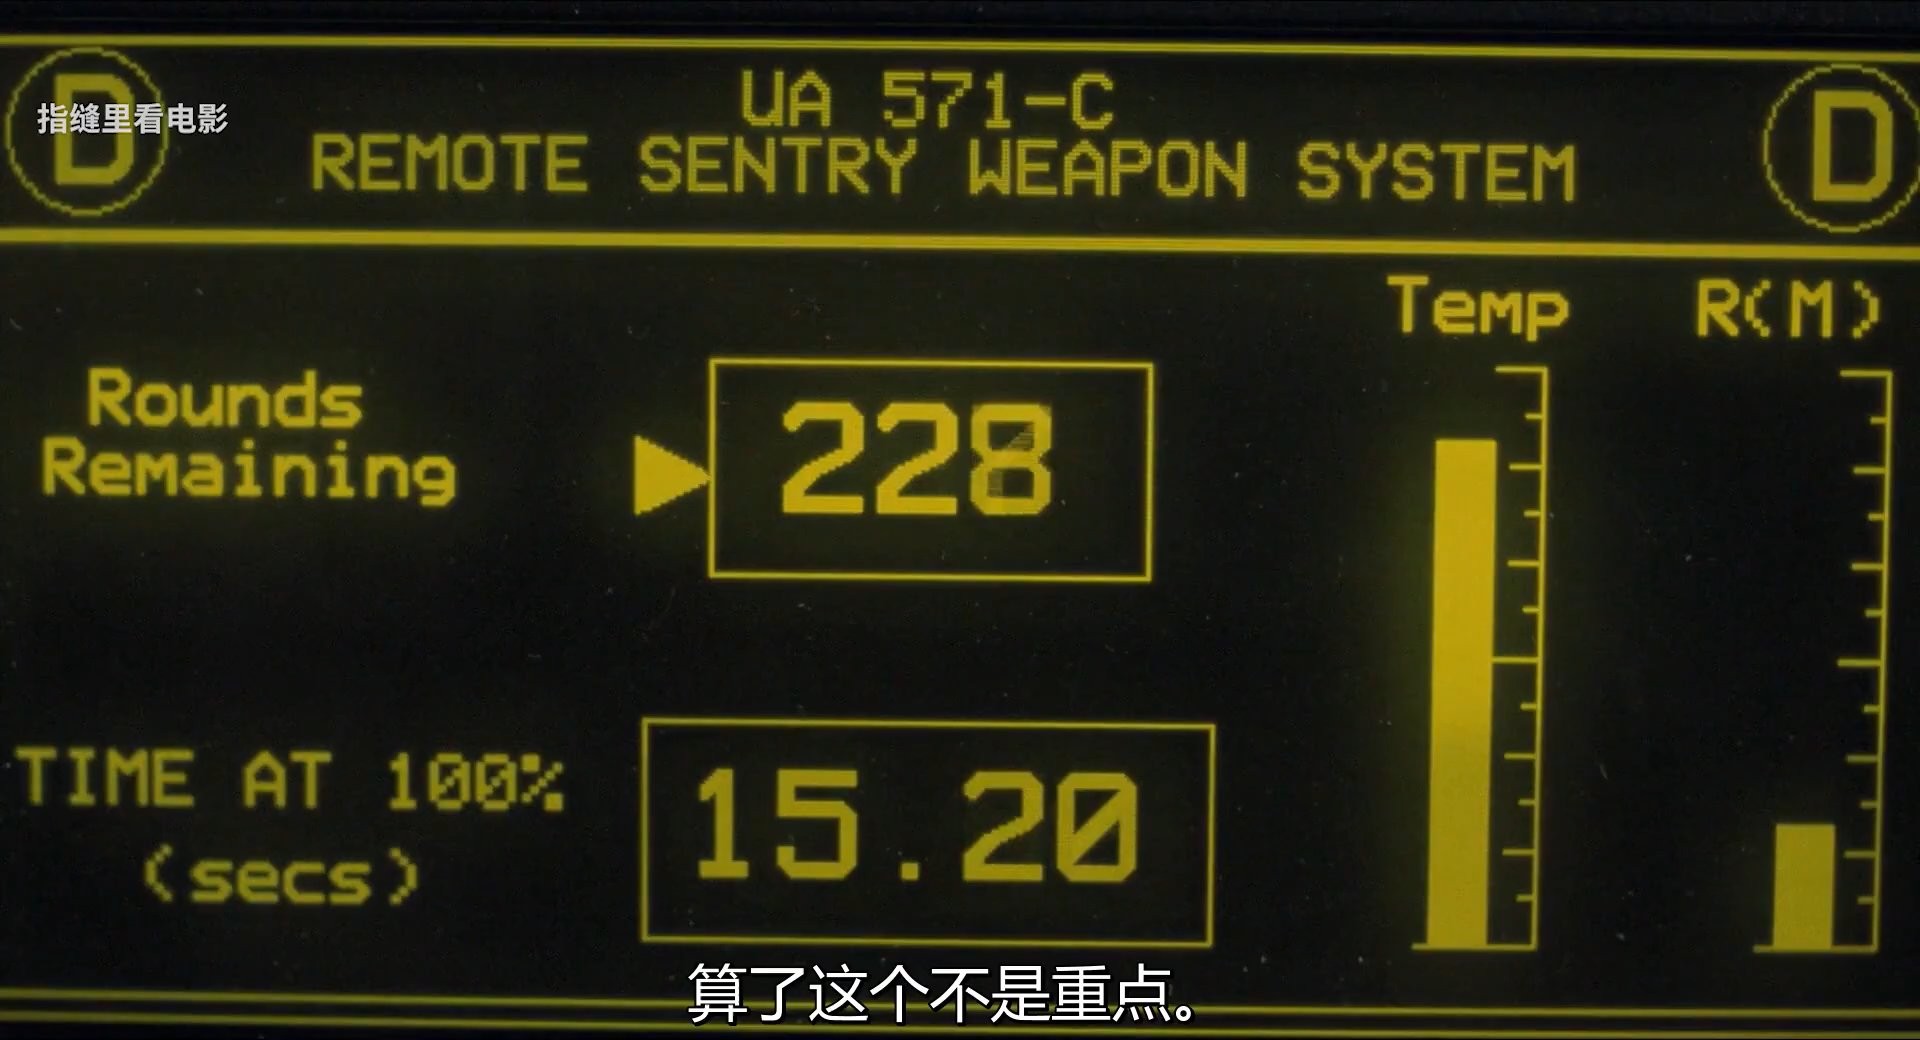 UA 571-C
D
指缝里看电影
D
REMOTE SENTRY WEAPON SYSTEM
Temp
R(M)
Rounds
Remaining
228
TIME AT 100%
(secs)
15.20
算了这个不是重点。